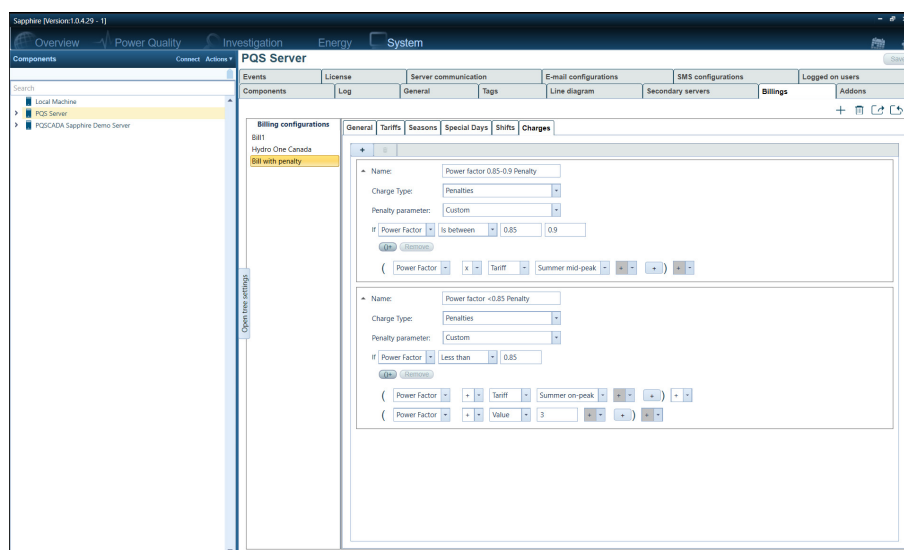 Sapphire [Version:1.0.4.29 - 1]
Overview Power Quality Investigation Energy System
Components Connect Actions
Search
Local Machine
PQS Server
PQSCADA Sapphire Demo Server
Open tree settings
PQS Server Save
Events License Server communication E-mail configurations SMS configurations Logged on users
Components Log General Tags Line diagram Secondary servers Billings Addons
Billing configurations
Bill1
Hydro One Canada
Bill with penalty
General Tariffs Seasons Special Days Shifts Charges
+
Name: Power factor 0.85-0.9 Penalty
Charge Type: Penalties
Penalty parameter: Custom
If Power Factor Is between 0.85 0.9
()+ Remove
( Power Factor x Tariff Summer mid-peak + + ) +
Name: Power factor <0.85 Penalty
Charge Type: Penalties
Penalty parameter: Custom
If Power Factor Less than 0.85
()+ Remove
( Power Factor + Tariff Summer on-peak + + ) +
( Power Factor + Value 3 + + ) +